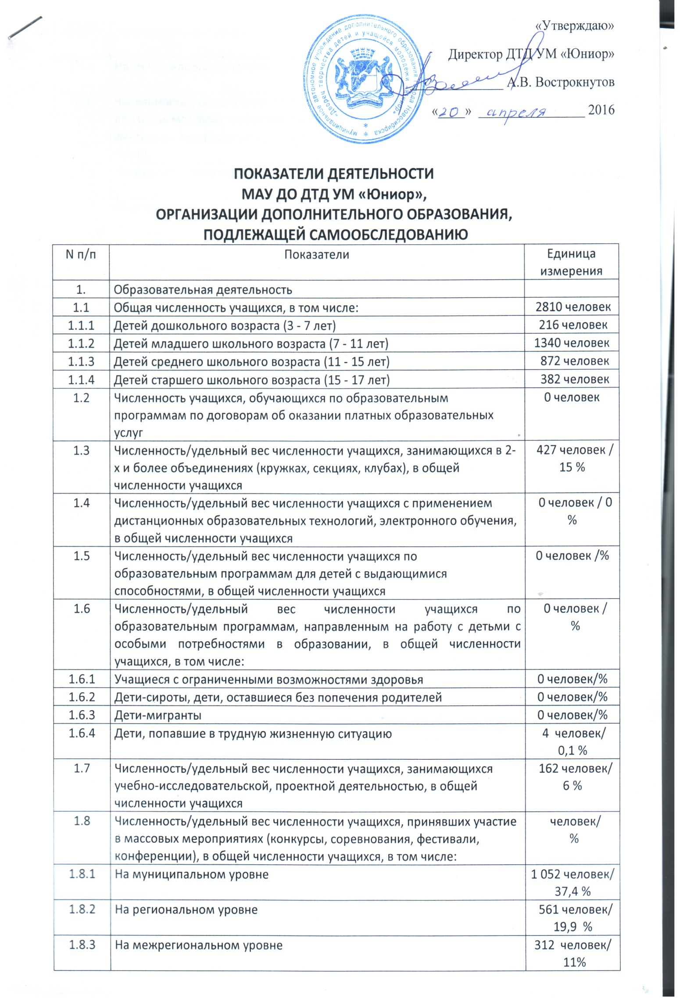 «Утверждаю»
Директор ДТД УМ «Юниор»
А.В. Вострокнутов
«20» апреля 2016
муниципальное автономное учреждение дополнительного образования города Новосибирска
«Дворец творчества детей и учащейся молодежи «Юниор»
ПОКАЗАТЕЛИ ДЕЯТЕЛЬНОСТИ
МАУ ДО ДТД УМ «Юниор»,
ОРГАНИЗАЦИИ ДОПОЛНИТЕЛЬНОГО ОБРАЗОВАНИЯ,
ПОДЛЕЖАЩЕЙ САМООБСЛЕДОВАНИЮ
N п/п Показатели Единица
измерения
1. Образовательная деятельность
1.1 Общая численность учащихся, в том числе: 2810 человек
1.1.1 Детей дошкольного возраста (3 - 7 лет) 216 человек
1.1.2 Детей младшего школьного возраста (7 - 11 лет) 1340 человек
1.1.3 Детей среднего школьного возраста (11 - 15 лет) 872 человек
1.1.4 Детей старшего школьного возраста (15 - 17 лет) 382 человек
1.2 Численность учащихся, обучающихся по образовательным 0 человек
программам по договорам об оказании платных образовательных
услуг
1.3 Численность/удельный вес численности учащихся, занимающихся в 2- 427 человек /
х и более объединениях (кружках, секциях, клубах), в общей 15 %
численности учащихся
1.4 Численность/удельный вес численности учащихся с применением 0 человек / 0
дистанционных образовательных технологий, электронного обучения, %
в общей численности учащихся
1.5 Численность/удельный вес численности учащихся по 0 человек /%
образовательным программам для детей с выдающимися
способностями, в общей численности учащихся
1.6 Численность/удельный вес численности учащихся по 0 человек /
образовательным программам, направленным на работу с детьми с %
особыми потребностями в образовании, в общей численности
учащихся, в том числе:
1.6.1 Учащиеся с ограниченными возможностями здоровья 0 человек/%
1.6.2 Дети-сироты, дети, оставшиеся без попечения родителей 0 человек/%
1.6.3 Дети-мигранты 0 человек/%
1.6.4 Дети, попавшие в трудную жизненную ситуацию 4 человек/
0,1 %
1.7 Численность/удельный вес численности учащихся, занимающихся 162 человек/
учебно-исследовательской, проектной деятельностью, в общей 6 %
численности учащихся
1.8 Численность/удельный вес численности учащихся, принявших участие человек/
в массовых мероприятиях (конкурсы, соревнования, фестивали, %
конференции), в общей численности учащихся, в том числе:
1.8.1 На муниципальном уровне 1 052 человек/
37,4 %
1.8.2 На региональном уровне 561 человек/
19,9 %
1.8.3 На межрегиональном уровне 312 человек/
11%